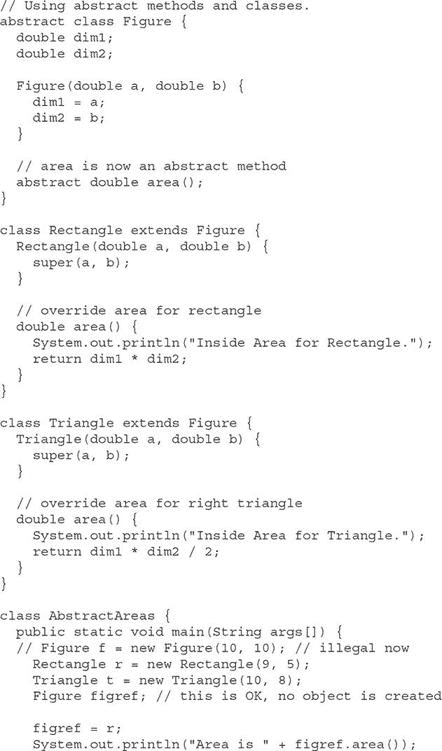 // Using abstract methods and classes.
abstract class Figure {
  double dim1;
  double dim2;

  Figure(double a, double b) {
    dim1 = a;
    dim2 = b;
  }

  // area is now an abstract method
  abstract double area();
}

class Rectangle extends Figure {
  Rectangle(double a, double b) {
    super(a, b);
  }

  // override area for rectangle
  double area() {
    System.out.println("Inside Area for Rectangle.");
    return dim1 * dim2;
  }
}

class Triangle extends Figure {
  Triangle(double a, double b) {
    super(a, b);
  }

  // override area for right triangle
  double area() {
    System.out.println("Inside Area for Triangle.");
    return dim1 * dim2 / 2;
  }
}

class AbstractAreas {
  public static void main(String args[]) {
  // Figure f = new Figure(10, 10); // illegal now
    Rectangle r = new Rectangle(9, 5);
    Triangle t = new Triangle(10, 8);
    Figure figref; // this is OK, no object is created

    figref = r;
    System.out.println("Area is " + figref.area());